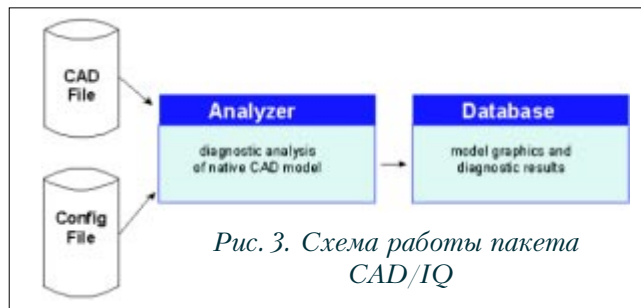 CAD
File
Config
File
Analyzer
diagnostic analysis
of native CAD model
Database
model graphics and
diagnostic results
Рис. 3. Схема работы пакета
CAD/IQ